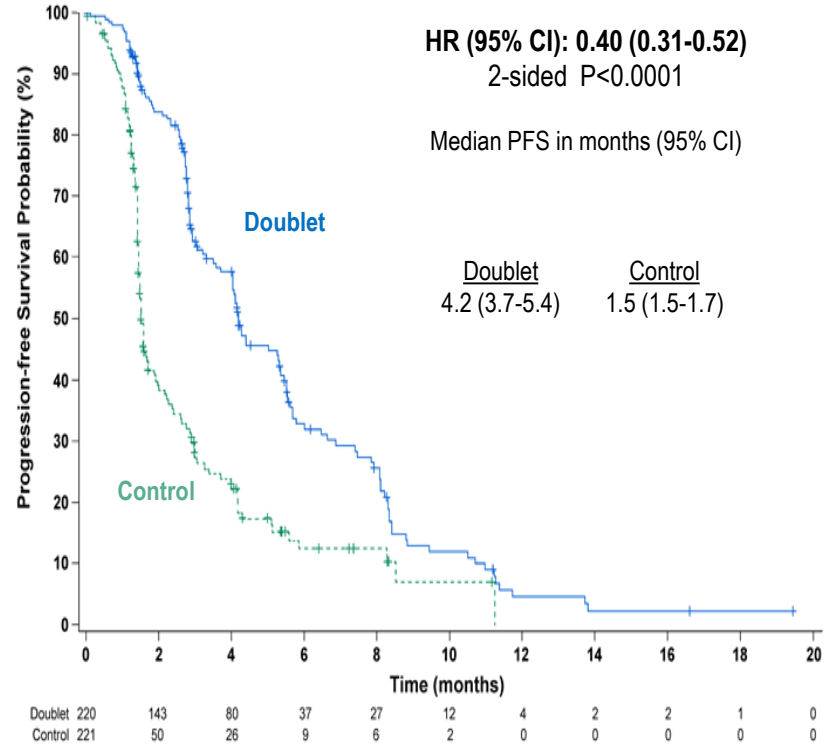 HR (95% CI): 0.40 (0.31-0.52)
2-sided P<0.0001
Median PFS in months (95% CI)
Doublet Control
4.2 (3.7-5.4) 1.5 (1.5-1.7)
Doublet
Control
Progression-free Survival Probability (%)
100
90
80
70
60
50
40
30
20
10
0
0 2 4 6 8 10 12 14 16 18 20
Time (months)
Doublet 220 143 80 37 27 12 4 2 2 1 0
Control 221 50 26 9 6 2 0 0 0 0 0